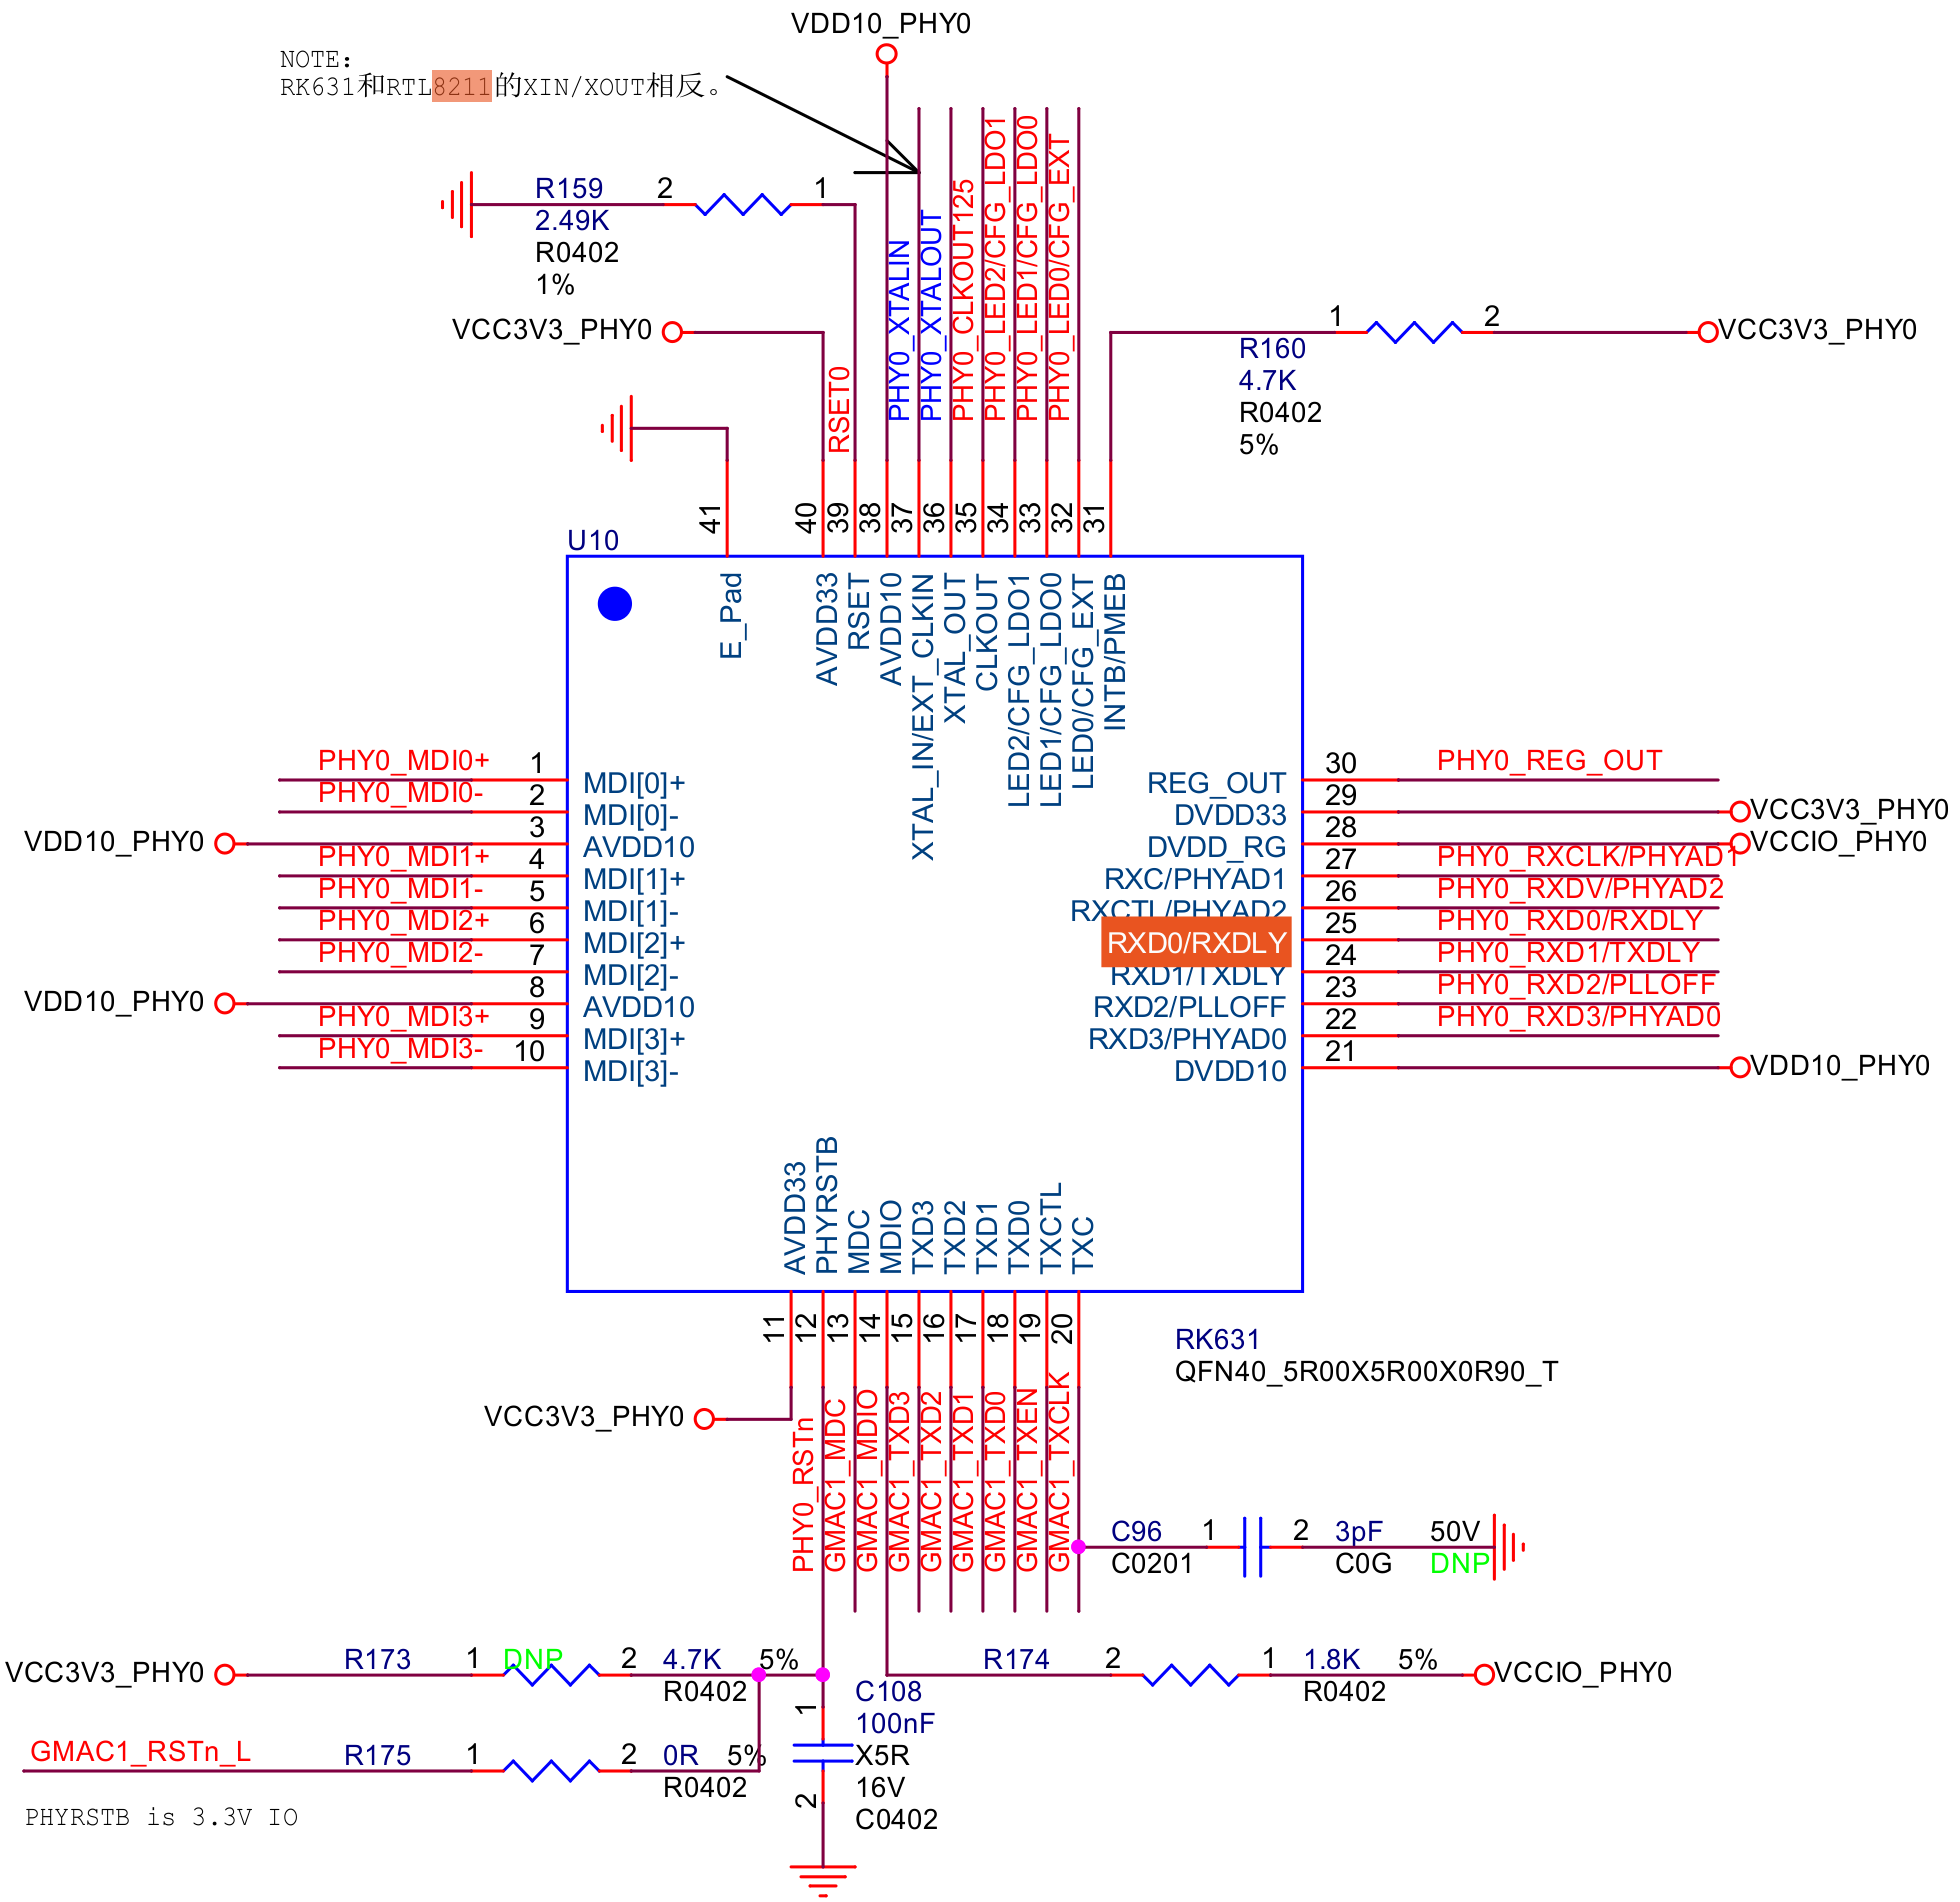 VDD10_PHY0
NOTE:
RK631和RTL8211的XIN/XOUT相反。
R159
2
1
2.49K
R0402
1%
VCC3V3_PHY0
RSET0
PHY0_XTALIN
PHY0_XTALOUT
PHY0_CLKOUT125
PHY0_LED2/CFG_LDO1
PHY0_LED1/CFG_LDO0
PHY0_LED0/CFG_EXT
1
2
VCC3V3_PHY0
R160
4.7K
R0402
5%
41
40
39
38
37
36
35
34
33
32
31
U10
E_Pad
AVDD33
RSET
AVDD10
XTAL_IN/EXT_CLKIN
XTAL_OUT
CLKOUT
LED2/CFG_LDO1
LED1/CFG_LDO0
LED0/CFG_EXT
INTB/PMEB
PHY0_MDI0+ 1 MDI[0]+
PHY0_MDI0- 2 MDI[0]-
VDD10_PHY0 3 AVDD10
PHY0_MDI1+ 4 MDI[1]+
PHY0_MDI1- 5 MDI[1]-
PHY0_MDI2+ 6 MDI[2]+
PHY0_MDI2- 7 MDI[2]-
VDD10_PHY0 8 AVDD10
PHY0_MDI3+ 9 MDI[3]+
PHY0_MDI3- 10 MDI[3]-
REG_OUT 30 PHY0_REG_OUT
DVDD33 29 VCC3V3_PHY0
DVDD_RG 28 VCCIO_PHY0
RXC/PHYAD1 27 PHY0_RXCLK/PHYAD1
RXCTL/PHYAD2 26 PHY0_RXDV/PHYAD2
RXD0/RXDLY 25 PHY0_RXD0/RXDLY
RXD1/TXDLY 24 PHY0_RXD1/TXDLY
RXD2/PLLOFF 23 PHY0_RXD2/PLLOFF
RXD3/PHYAD0 22 PHY0_RXD3/PHYAD0
DVDD10 21 VDD10_PHY0
AVDD33
PHYRSTB
MDC
MDIO
TXD3
TXD2
TXD1
TXD0
TXCTL
TXC
11
12
13
14
15
16
17
18
19
20
RK631
QFN40_5R00X5R00X0R90_T
VCC3V3_PHY0
PHY0_RSTn
GMAC1_MDC
GMAC1_MDIO
GMAC1_TXD3
GMAC1_TXD2
GMAC1_TXD1
GMAC1_TXD0
GMAC1_TXEN
GMAC1_TXCLK
C96 1 2 3pF 50V
C0201 C0G DNP
VCC3V3_PHY0 R173 1 DNP 2 4.7K 5%
R0402
R174 2 1 1.8K 5% VCCIO_PHY0
R0402
C108
1
100nF
X5R
16V
2
C0402
GMAC1_RSTn_L R175 1 2 0R 5%
R0402
PHYRSTB is 3.3V IO